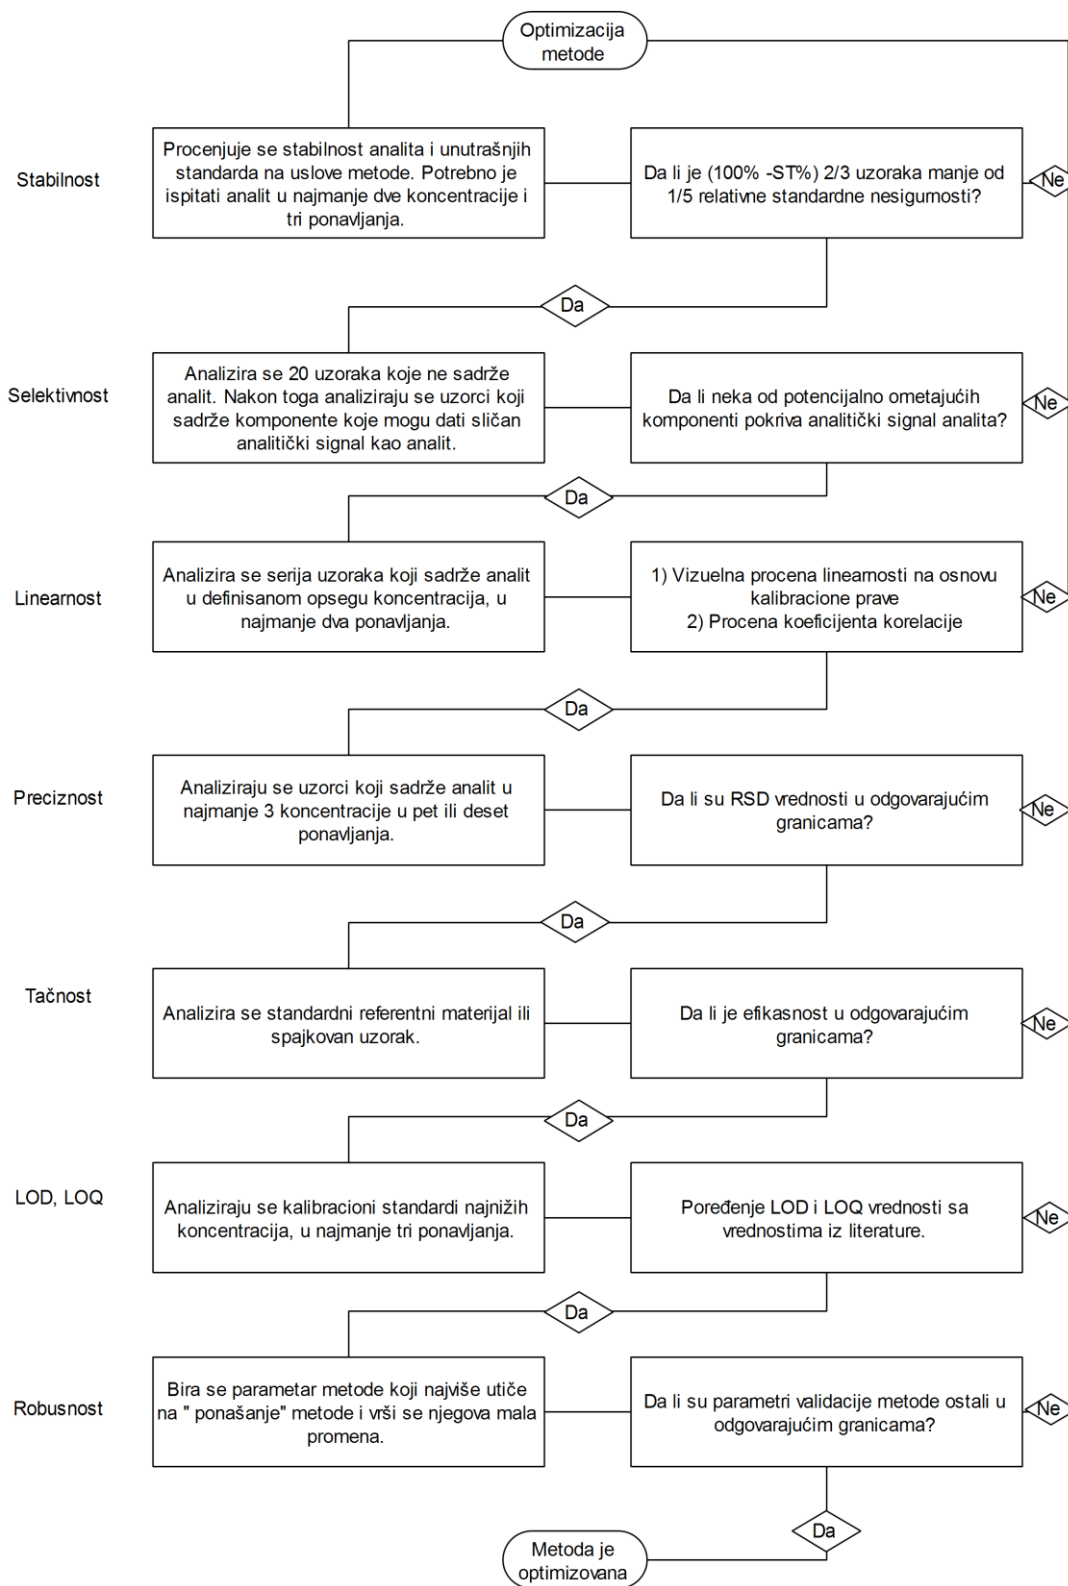 Optimizacija
metode
Stabilnost
Procenjuje se stabilnost analita i unutrašnjih
standarda na uslove metode. Potrebno je
ispitati analit u najmanje dve koncentracije i
tri ponavljanja.
Da li je (100% -ST%) 2/3 uzoraka manje od
1/5 relativne standardne nesigurnosti?
Ne
Da
Selektivnost
Analizira se 20 uzoraka koje ne sadrže
analit. Nakon toga analiziraju se uzorci koji
sadrže komponente koje mogu dati sličan
analitički signal kao analit.
Da li neka od potencijalno ometajućih
komponenti pokriva analitički signal analita?
Ne
Da
Linearnost
Analizira se serija uzoraka koji sadrže analit
u definisanom opsegu koncentracija, u
najmanje dva ponavljanja.
1) Vizuelna procena linearnosti na osnovu
kalibracione prave
2) Procena koeficijenta korelacije
Ne
Da
Preciznost
Analiziraju se uzorci koji sadrže analit u
najmanje 3 koncentracije u pet ili deset
ponavljanja.
Da li su RSD vrednosti u odgovarajućim
granicama?
Ne
Da
Tačnost
Analizira se standardni referentni materijal ili
spajkovan uzorak.
Da li je efikasnost u odgovarajućim
granicama?
Ne
Da
LOD, LOQ
Analiziraju se kalibracioni standardi najnižih
koncentracija, u najmanje tri ponavljanja.
Poređenje LOD i LOQ vrednosti sa
vrednostima iz literature.
Ne
Da
Robusnost
Bira se parametar metode koji najviše utiče
na " ponašanje" metode i vrši se njegova mala
promena.
Da li su parametri validacije metode ostali u
odgovarajućim granicama?
Ne
Da
Metoda je
optimizovana